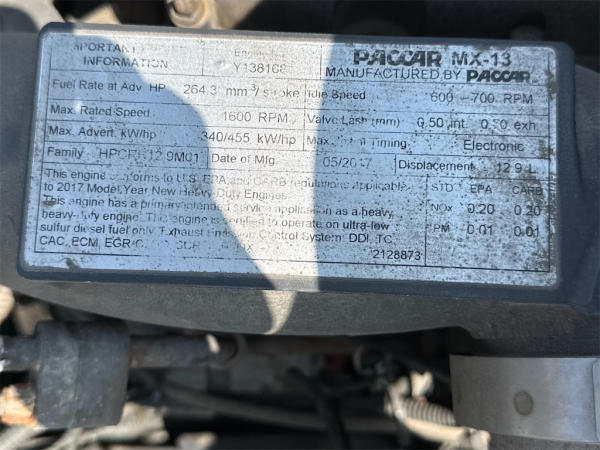 IMPORTANT
INFORMATION
Y138168
PACCAR MX-13
MANUFACTURED BY PACCAR
Fuel Rate at Adv. HP 264.3 mm³/stroke
Idle Speed 600 - 700 RPM
Max. Rated Speed 1600 RPM
Valve Lash (mm) 0.50 int 0.50 exh
Max. Advert. kW/hp 340/455 kW/hp
Timing Electronic
Family 12.9M01
Date of Mfg. 05/2017
Displacement 12.9 L
This engine conforms to U.S. EPA and CARB regulations applicable
to 2017 Model Year New Heavy Duty Engines.
This engine has a primary intended service application as a heavy
heavy-duty engine. This engine is certified to operate on ultra-low
sulfur diesel fuel only. Exhaust Emission Control System: DDI, TC,
CAC, ECM, EGR
2128873
STD EPA CARB
NOx 0.20 0.20
PM 0.01 0.01